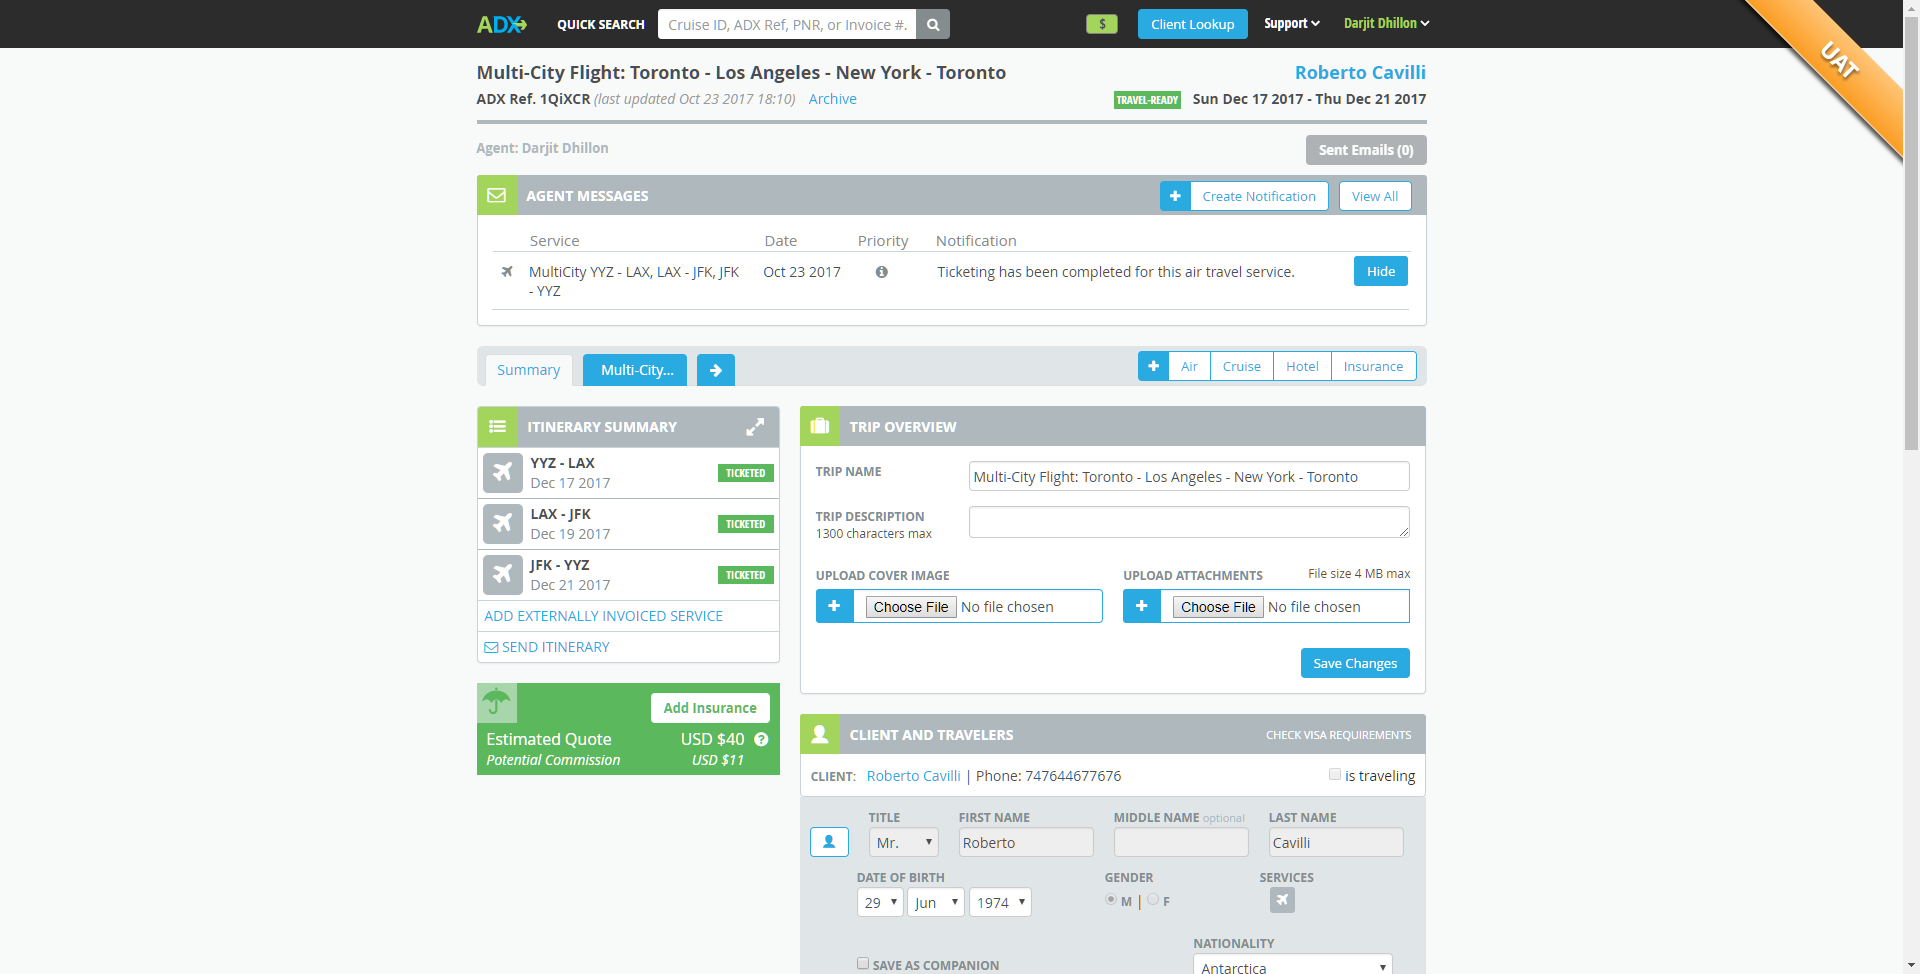 ADX QUICK SEARCH Cruise ID, ADX Ref, PNR, or Invoice #. $ Client Lookup Support Darjit Dhillon
UAT
Multi-City Flight: Toronto - Los Angeles - New York - Toronto Roberto Cavilli
ADX Ref. 1QiXCR (last updated Oct 23 2017 18:10) Archive TRAVEL-READY Sun Dec 17 2017 - Thu Dec 21 2017
Agent: Darjit Dhillon Sent Emails (0)
AGENT MESSAGES + Create Notification View All
Service Date Priority Notification
MultiCity YYZ - LAX, LAX - JFK, JFK Oct 23 2017 Ticketing has been completed for this air travel service. Hide
- YYZ
Summary Multi-City... + Air Cruise Hotel Insurance
ITINERARY SUMMARY
YYZ - LAX
Dec 17 2017 TICKETED
LAX - JFK
Dec 19 2017 TICKETED
JFK - YYZ
Dec 21 2017 TICKETED
ADD EXTERNALLY INVOICED SERVICE
SEND ITINERARY
Add Insurance
Estimated Quote USD $40 ?
Potential Commission USD $11
TRIP OVERVIEW
TRIP NAME Multi-City Flight: Toronto - Los Angeles - New York - Toronto
TRIP DESCRIPTION
1300 characters max
UPLOAD COVER IMAGE UPLOAD ATTACHMENTS File size 4 MB max
+ Choose File No file chosen + Choose File No file chosen
Save Changes
CLIENT AND TRAVELERS CHECK VISA REQUIREMENTS
CLIENT: Roberto Cavilli | Phone: 747644677676 is traveling
TITLE FIRST NAME MIDDLE NAME optional LAST NAME
Mr. Roberto Cavilli
DATE OF BIRTH GENDER SERVICES
29 Jun 1974 M | F
NATIONALITY
SAVE AS COMPANION Antarctica